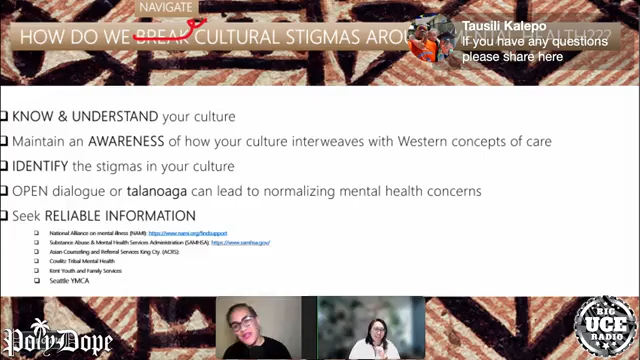 NAVIGATE
HOW DO WE BREAK CULTURAL STIGMAS AROUND MENTAL HEALTH???
Tausili Kalepo
If you have any questions
please share here
KNOW & UNDERSTAND your culture
Maintain an AWARENESS of how your culture interweaves with Western concepts of care
IDENTIFY the stigmas in your culture
OPEN dialogue or talanoaga can lead to normalizing mental health concerns
Seek RELIABLE INFORMATION
National Alliance on mental illness (NAMI): https://www.nami.org/findsupport
Substance Abuse & Mental Health Services Administration (SAMHSA): https://www.samhsa.gov/
Asian Counseling and Referral Services King Cty. (ACRS):
Cowlitz Tribal Mental Health
Kent Youth and Family Services
Seattle YMCA
PolyDope
BIG
UCE
RADIO